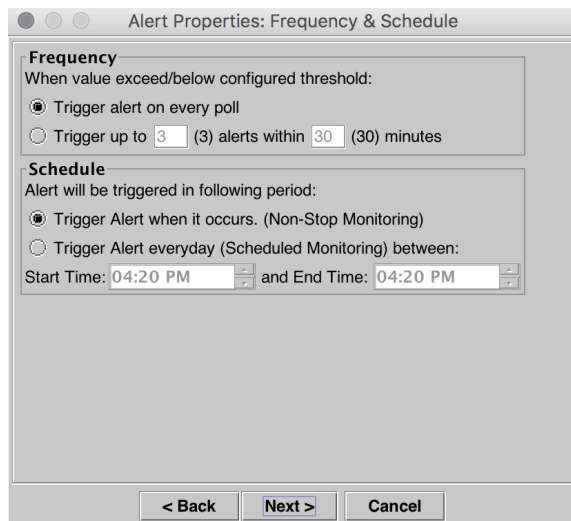 Alert Properties: Frequency & Schedule
Frequency
When value exceed/below configured threshold:
Trigger alert on every poll
Trigger up to 3 (3) alerts within 30 (30) minutes
Schedule
Alert will be triggered in following period:
Trigger Alert when it occurs. (Non-Stop Monitoring)
Trigger Alert everyday (Scheduled Monitoring) between:
Start Time: 04:20 PM and End Time: 04:20 PM
< Back Next > Cancel